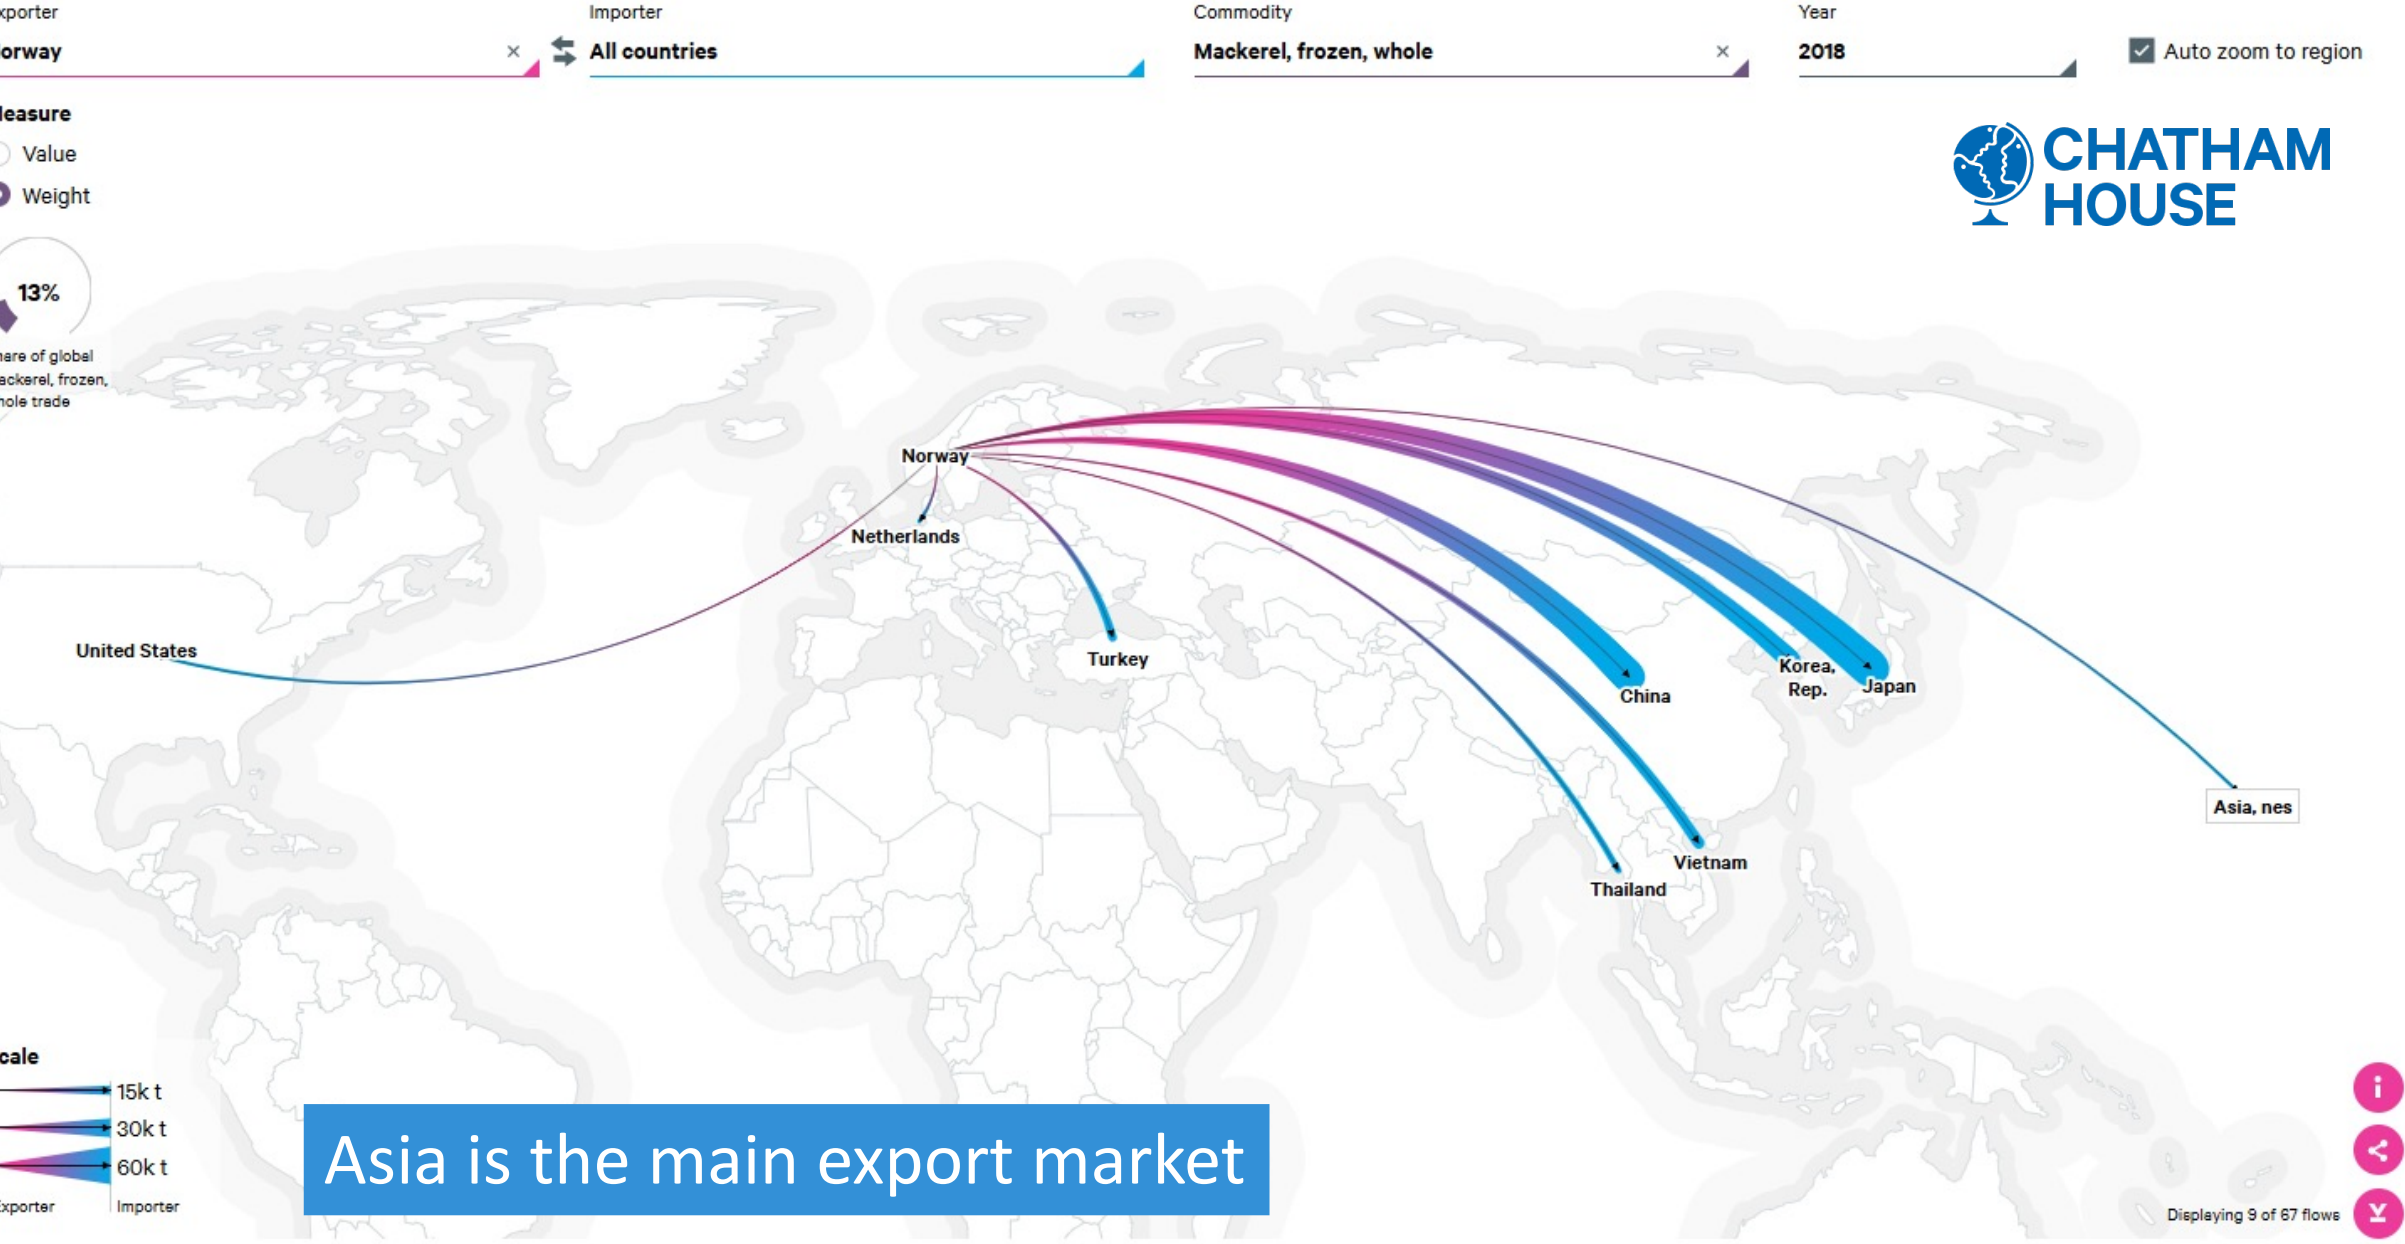 xporter
Importer
Commodity
Year
orway
×
All countries
Mackerel, frozen, whole
×
2018
Auto zoom to region
leasure
Value
Weight
CHATHAM
HOUSE
13%
hare of global
ackerel, frozen,
hole trade
Norway
Netherlands
United States
Turkey
China
Korea,
Rep.
Japan
Asia, nes
Vietnam
Thailand
cale
15k t
30k t
60k t
Exporter
Importer
Asia is the main export market
Displaying 9 of 67 flows